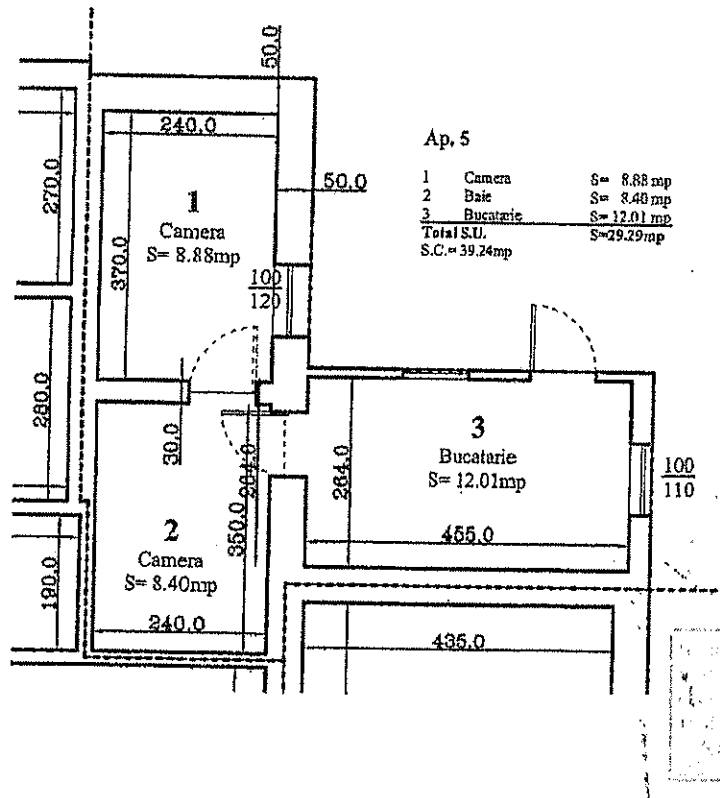 50.0
240.0
270.0
1
Camera
S= 8.88mp
370.0
50.0
100
120
Ap. 5
1 Camera S= 8.88 mp
2 Baie S= 8.40 mp
3 Bucatarie S= 12.01 mp
Total S.U. S=29.29mp
S.C.= 39.24mp
280.0
30.0
264.0
3
Bucatarie
S= 12.01mp
100
110
455.0
2
Camera
S= 8.40mp
350.0
190.0
240.0
435.0